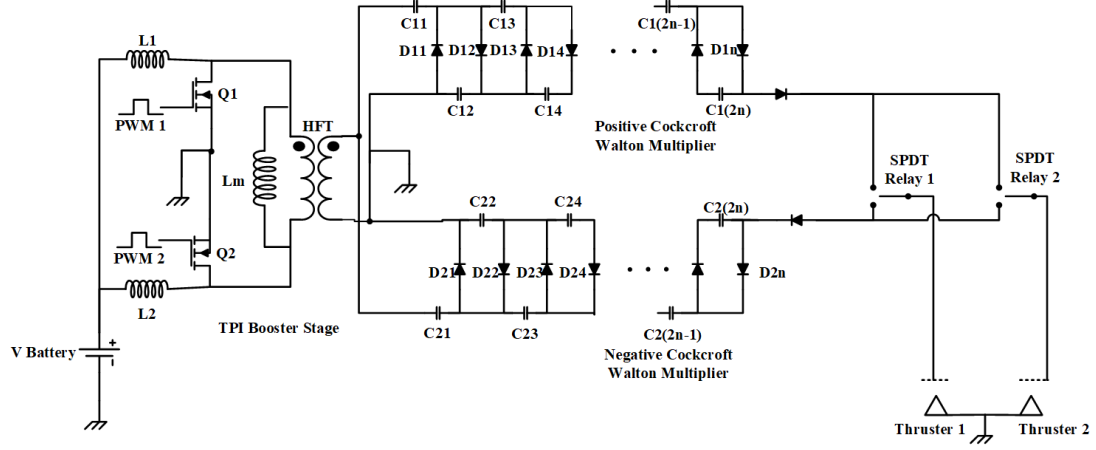 C11
C13
C1(2n-1)
L1
D11
D12
D13
D14
D1n
Q1
PWM 1
C12
C14
C1(2n)
HFT
Positive Cockcroft
Walton Multiplier
SPDT
Relay 1
SPDT
Relay 2
Lm
C22
C24
C2(2n)
PWM 2
Q2
D21
D22
D23
D24
D2n
L2
TPI Booster Stage
C21
C23
C2(2n-1)
V Battery
+
Negative Cockcroft
Walton Multiplier
Thruster 1
Thruster 2